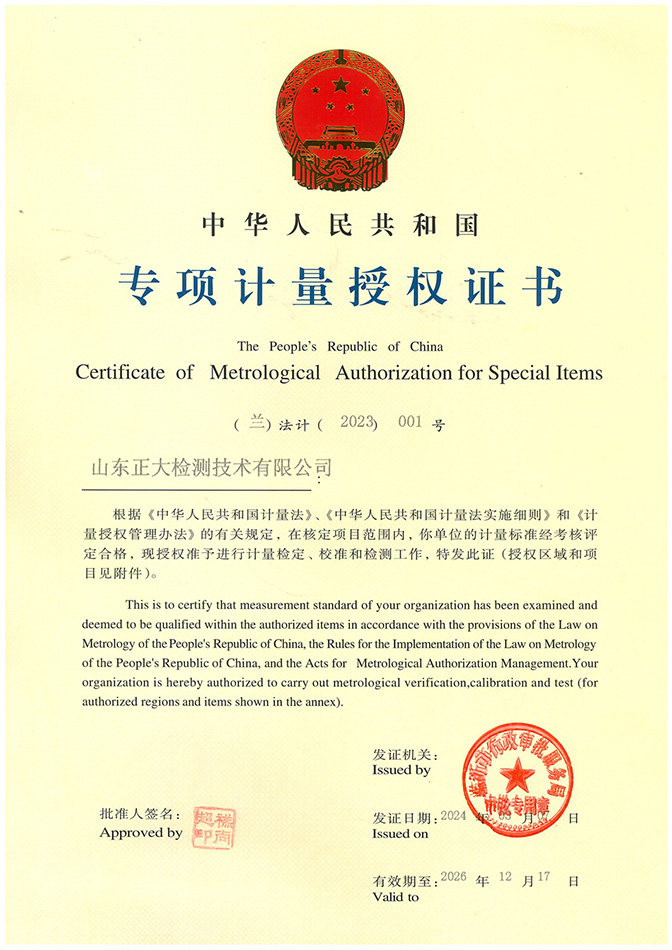 中华人民共和国
专项计量授权证书
The People's Republic of China
Certificate of Metrological Authorization for Special Items
(兰)法计(2023) 001 号
山东正大检测技术有限公司:
根据《中华人民共和国计量法》、《中华人民共和国计量法实施细则》和《计
量授权管理办法》的有关规定，在核定项目范围内，你单位的计量标准经考核评
定合格，现授权准予进行计量检定、校准和检测工作，特发此证(授权区域和项
目见附件)。
This is to certify that measurement standard of your organization has been examined and
deemed to be qualified within the authorized items in accordance with the provisions of the Law on
Metrology of the People's Republic of China, the Rules for the Implementation of the Law on Metrology
of the People's Republic of China, and the Acts for Metrological Authorization Management.Your
organization is hereby authorized to carry out metrological verification,calibration and test (for
authorized regions and items shown in the annex).
发证机关:
Issued by
行政审批服务局
专用章
批准人签名:
Approved by
发证日期:2024 年 03 月 07 日
Issued on
有效期至:2026 年 12 月 17 日
Valid to